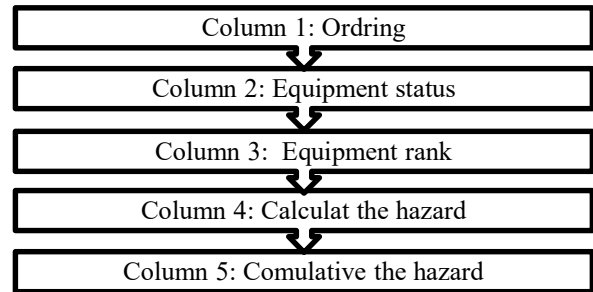 Column 1: Ordring
Column 2: Equipment status
Column 3: Equipment rank
Column 4: Calculat the hazard
Column 5: Comulative the hazard